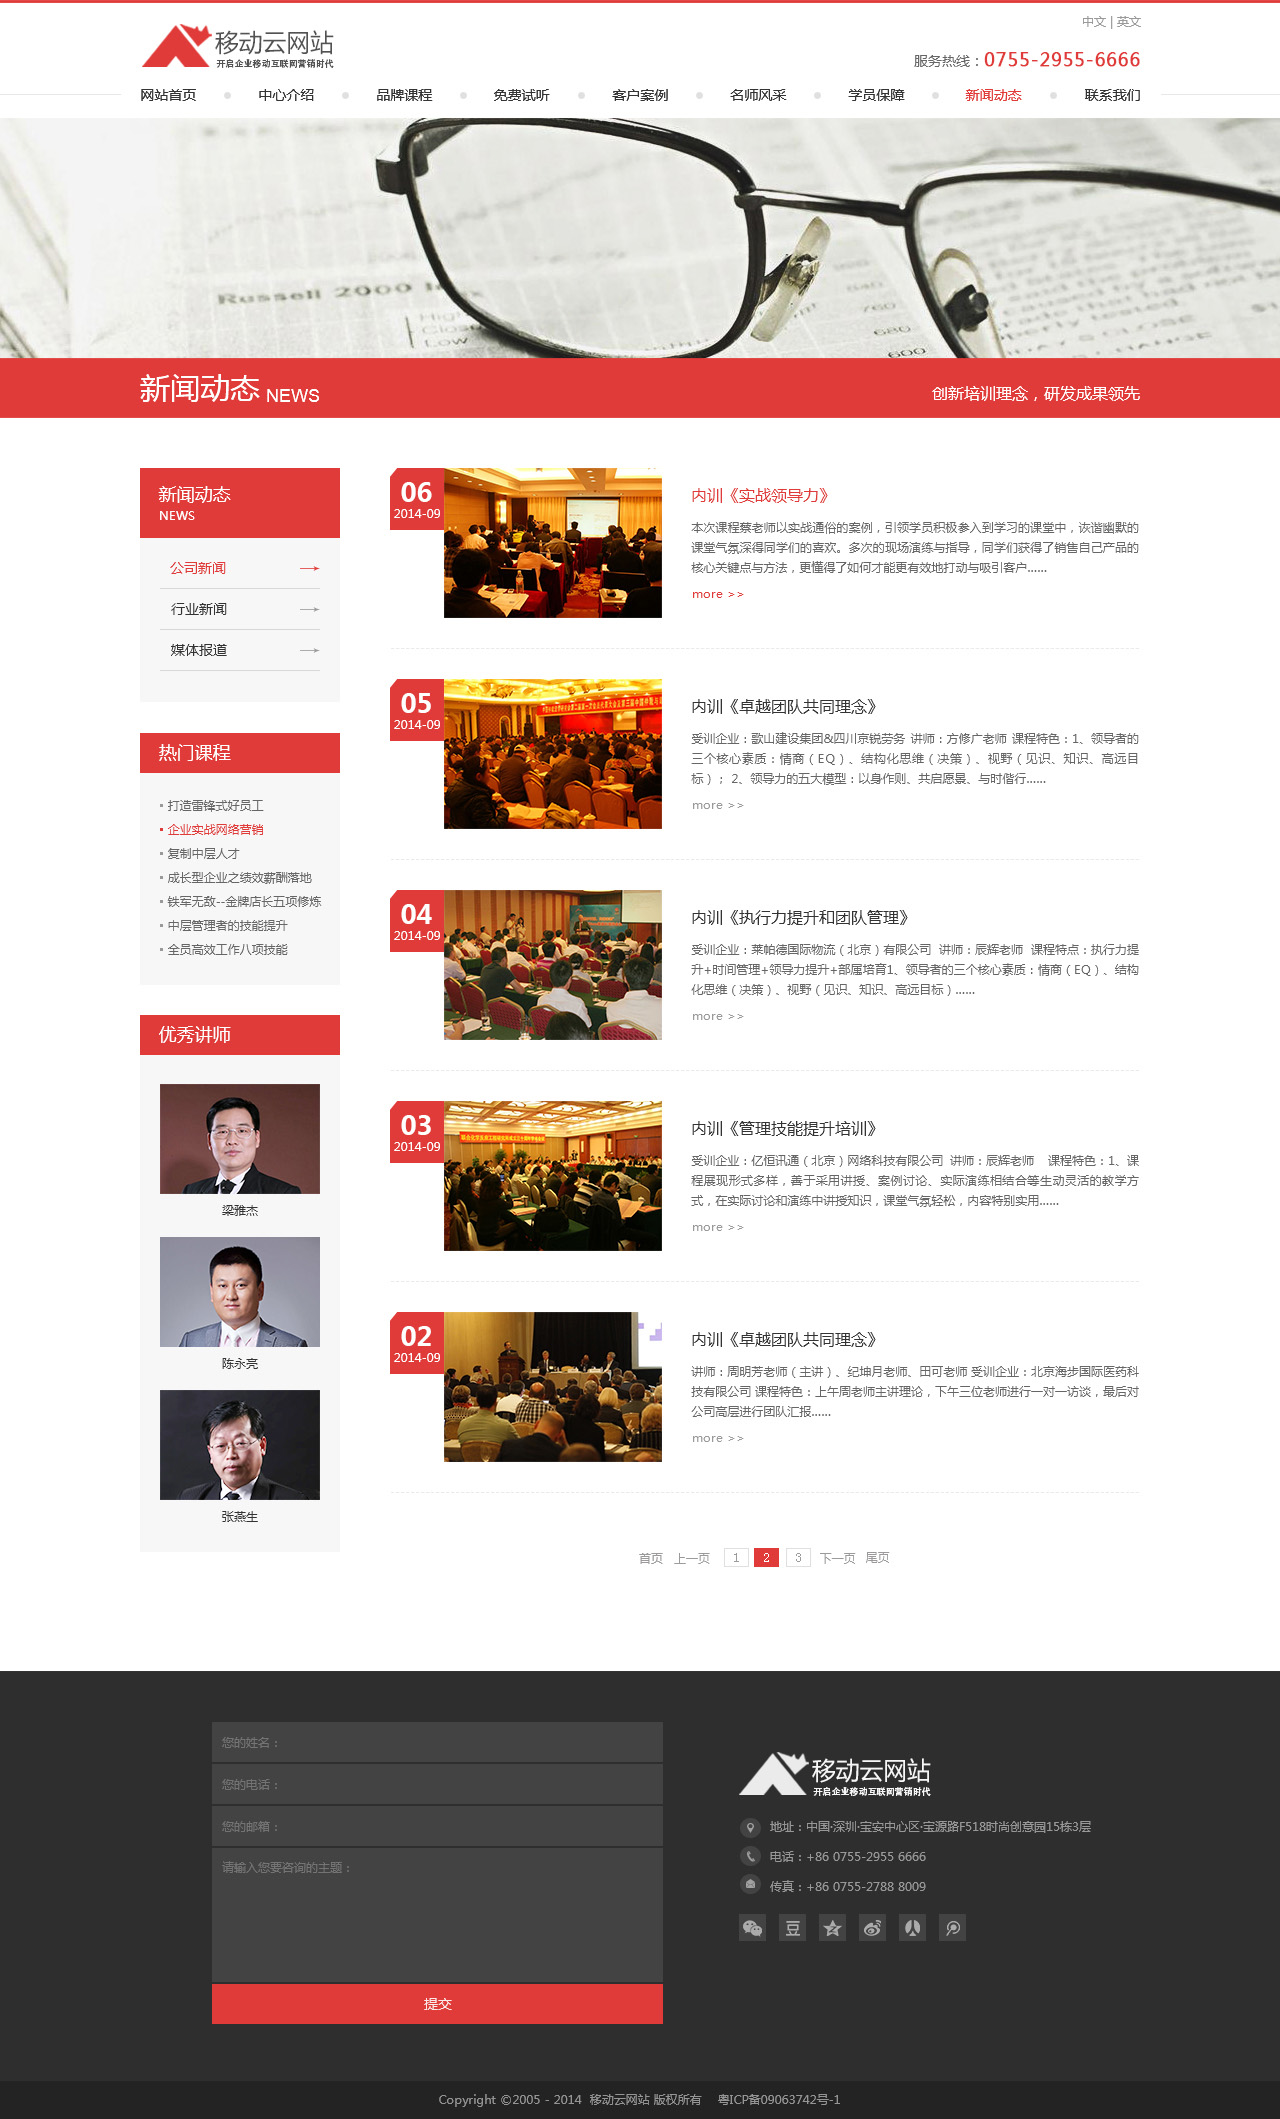 中文 | 英文
移动云网站
开启企业移动互联网营销时代
服务热线：0755-2955-6666
网站首页
中心介绍
品牌课程
免费试听
客户案例
名师风采
学员保障
新闻动态
联系我们
Russell 2000 In
新闻动态 NEWS
创新培训理念，研发成果领先
新闻动态
NEWS
公司新闻
行业新闻
媒体报道
热门课程
打造雷锋式好员工
企业实战网络营销
复制中层人才
成长型企业之绩效薪酬落地
铁军无敌--金牌店长五项修炼
中层管理者的技能提升
全员高效工作八项技能
优秀讲师
梁雅杰
陈永亮
张燕生
06
2014-09
内训《实战领导力》
本次课程蔡老师以实战通俗的案例，引领学员积极参入到学习的课堂中，诙谐幽默的
课堂气氛深得同学们的喜欢。多次的现场演练与指导，同学们获得了销售自己产品的
核心关键点与方法，更懂得了如何才能更有效地打动与吸引客户……
more >>
05
2014-09
内训《卓越团队共同理念》
受训企业：歌山建设集团&四川京锐劳务 讲师：方修广老师 课程特色：1、领导者的
三个核心素质：情商（EQ）、结构化思维（决策）、视野（见识、知识、高远目
标）； 2、领导力的五大模型：以身作则、共启愿景、与时偕行……
more >>
04
2014-09
内训《执行力提升和团队管理》
受训企业：莱帕德国际物流（北京）有限公司 讲师：辰辉老师 课程特点：执行力提
升+时间管理+领导力提升+部属培育1、领导者的三个核心素质：情商（EQ）、结构
化思维（决策）、视野（见识、知识、高远目标）……
more >>
03
2014-09
内训《管理技能提升培训》
受训企业：亿恒讯通（北京）网络科技有限公司 讲师：辰辉老师 课程特色：1、课
程展现形式多样，善于采用讲授、案例讨论、实际演练相结合等生动灵活的教学方
式，在实际讨论和演练中讲授知识，课堂气氛轻松，内容特别实用……
more >>
02
2014-09
内训《卓越团队共同理念》
讲师：周明芳老师（主讲）、纪坤月老师、田可老师 受训企业：北京海步国际医药科
技有限公司 课程特色：上午周老师主讲理论，下午三位老师进行一对一访谈，最后对
公司高层进行团队汇报……
more >>
首页 上一页 1 2 3 下一页 尾页
您的姓名：
您的电话：
您的邮箱：
请输入您要咨询的主题：
提交
移动云网站
开启企业移动互联网营销时代
地址：中国·深圳·宝安中心区·宝源路F518时尚创意园15栋3层
电话：+86 0755-2955 6666
传真：+86 0755-2788 8009
Copyright ©2005 - 2014 移动云网站 版权所有 粤ICP备09063742号-1